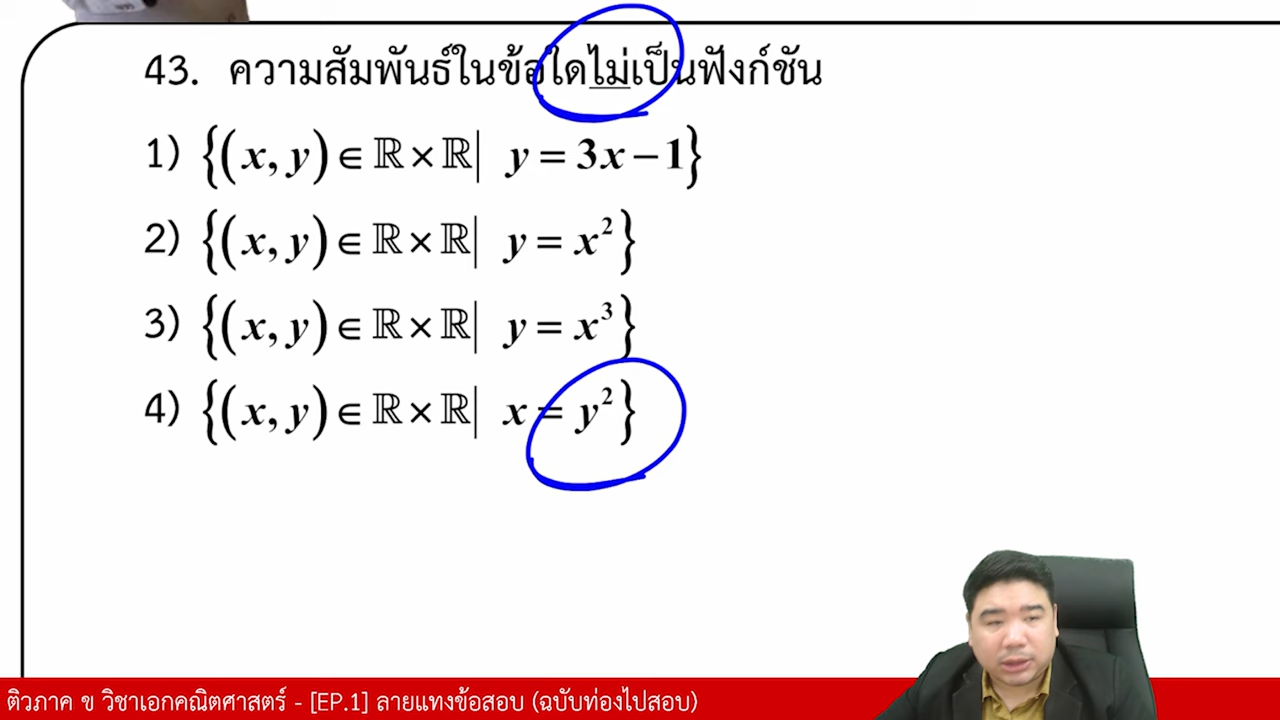 43. ความสัมพันธ์ในข้อใดไม่เป็นฟังก์ชัน
1) {(x, y) ∈ ℝ × ℝ| y = 3x − 1}
2) {(x, y) ∈ ℝ × ℝ| y = x²}
3) {(x, y) ∈ ℝ × ℝ| y = x³}
4) {(x, y) ∈ ℝ × ℝ| x = y²}
ติวภาค ข วิชาเอกคณิตศาสตร์ - [EP.1] ลายแทงข้อสอบ (ฉบับท่องไปสอบ)